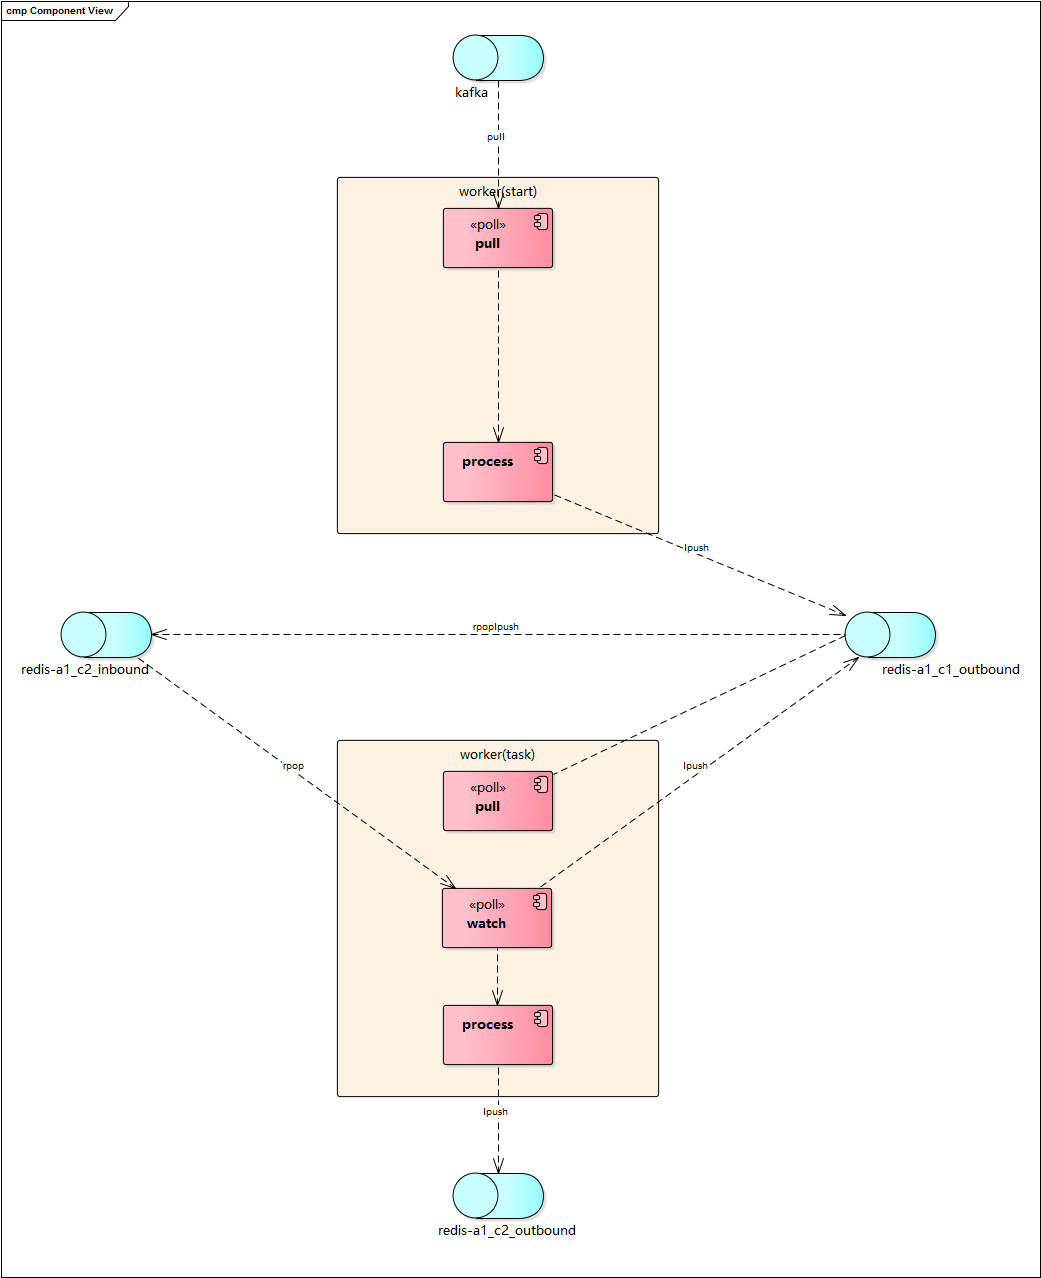 cmp Component View
kafka
pull
worker(start)
«poll»
pull
process
lpush
rpoplpush
redis-a1_c2_inbound
redis-a1_c1_outbound
worker(task)
rpop
lpush
«poll»
pull
«poll»
watch
process
lpush
redis-a1_c2_outbound